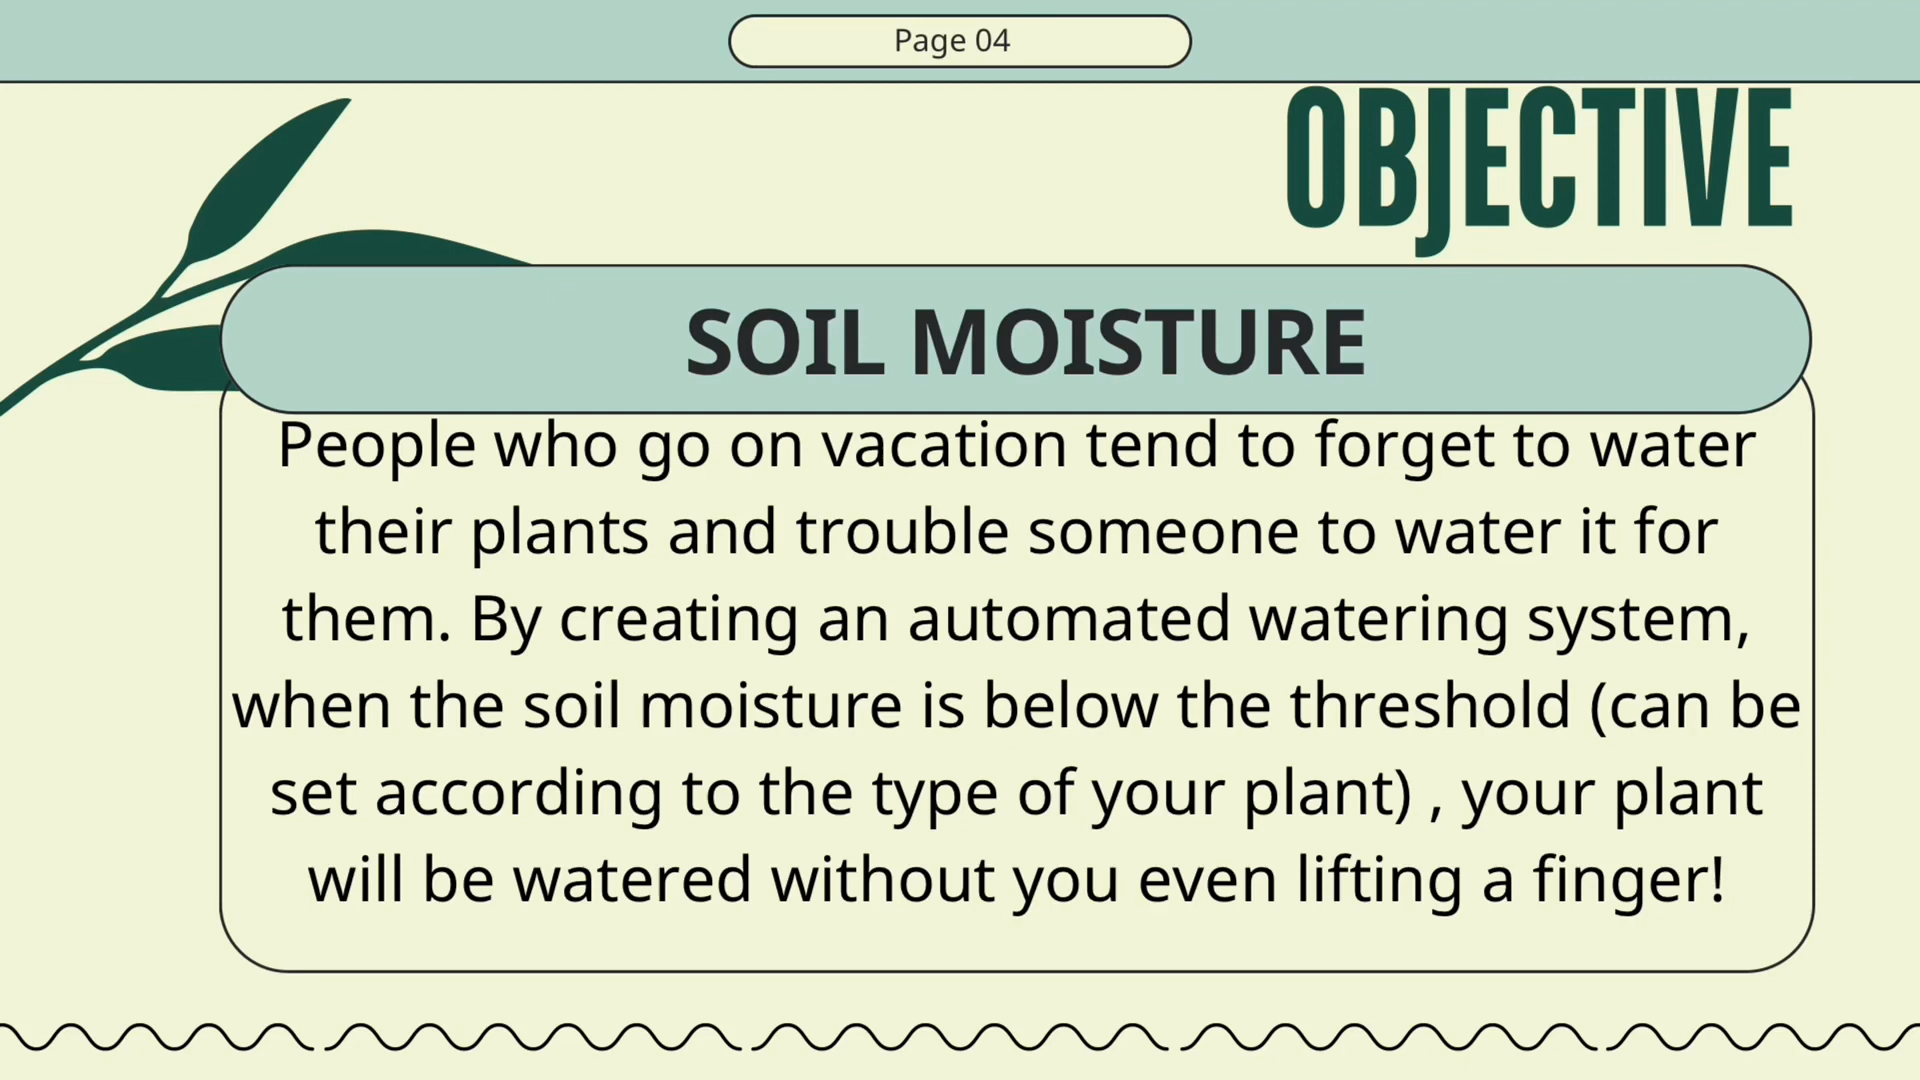 Page 04
OBJECTIVE
SOIL MOISTURE
People who go on vacation tend to forget to water
their plants and trouble someone to water it for
them. By creating an automated watering system,
when the soil moisture is below the threshold (can be
set according to the type of your plant) , your plant
will be watered without you even lifting a finger!